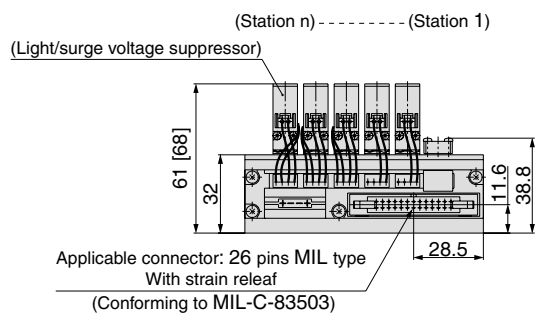 (Station n) - - - - - - - - (Station 1)
(Light/surge voltage suppressor)
61 [68]
32
11.6
38.8
28.5
Applicable connector: 26 pins MIL type
With strain releaf
(Conforming to MIL-C-83503)